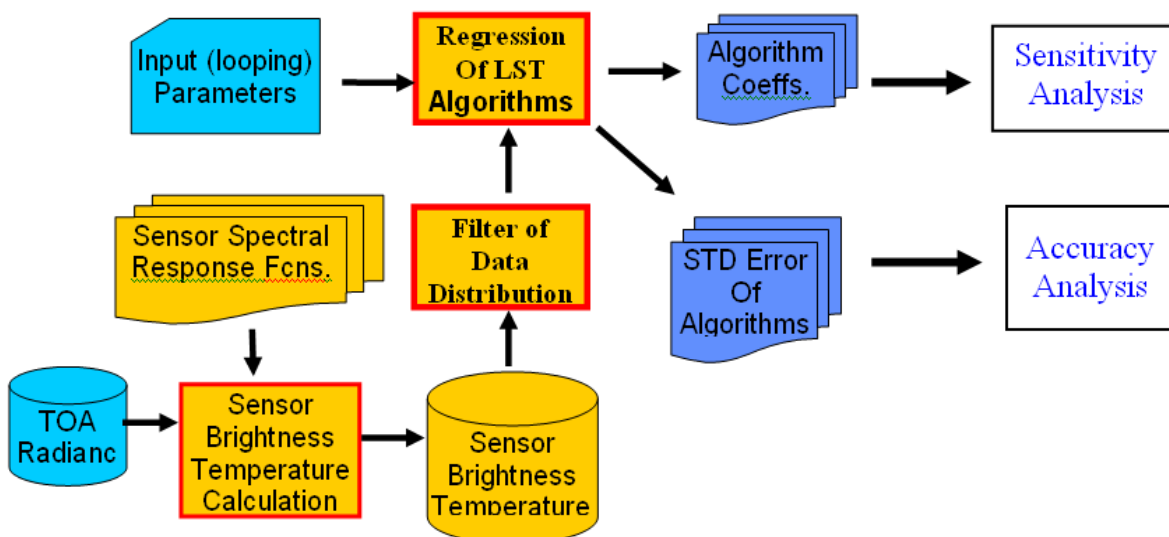 Input (looping)
Parameters
Regression
Of LST
Algorithms
Algorithm
Coeffs.
Sensitivity
Analysis
Sensor Spectral
Response Fcns.
Filter of
Data
Distribution
STD Error
Of
Algorithms
Accuracy
Analysis
TOA
Radianc
Sensor
Brightness
Temperature
Calculation
Sensor
Brightness
Temperature